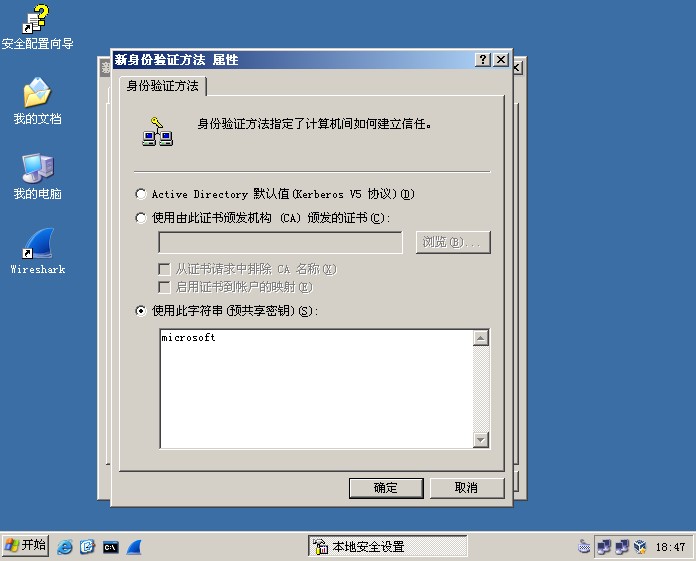 安全配置向导
我的文档
我的电脑
Wireshark
新身份验证方法 属性
身份验证方法
身份验证方法指定了计算机间如何建立信任。
Active Directory 默认值(Kerberos V5 协议)(D)
使用由此证书颁发机构 (CA) 颁发的证书(C):
浏览(B)...
从证书请求中排除 CA 名称(X)
启用证书到帐户的映射(E)
使用此字符串(预共享密钥)(S):
microsoft
确定
取消
开始
本地安全设置
18:47